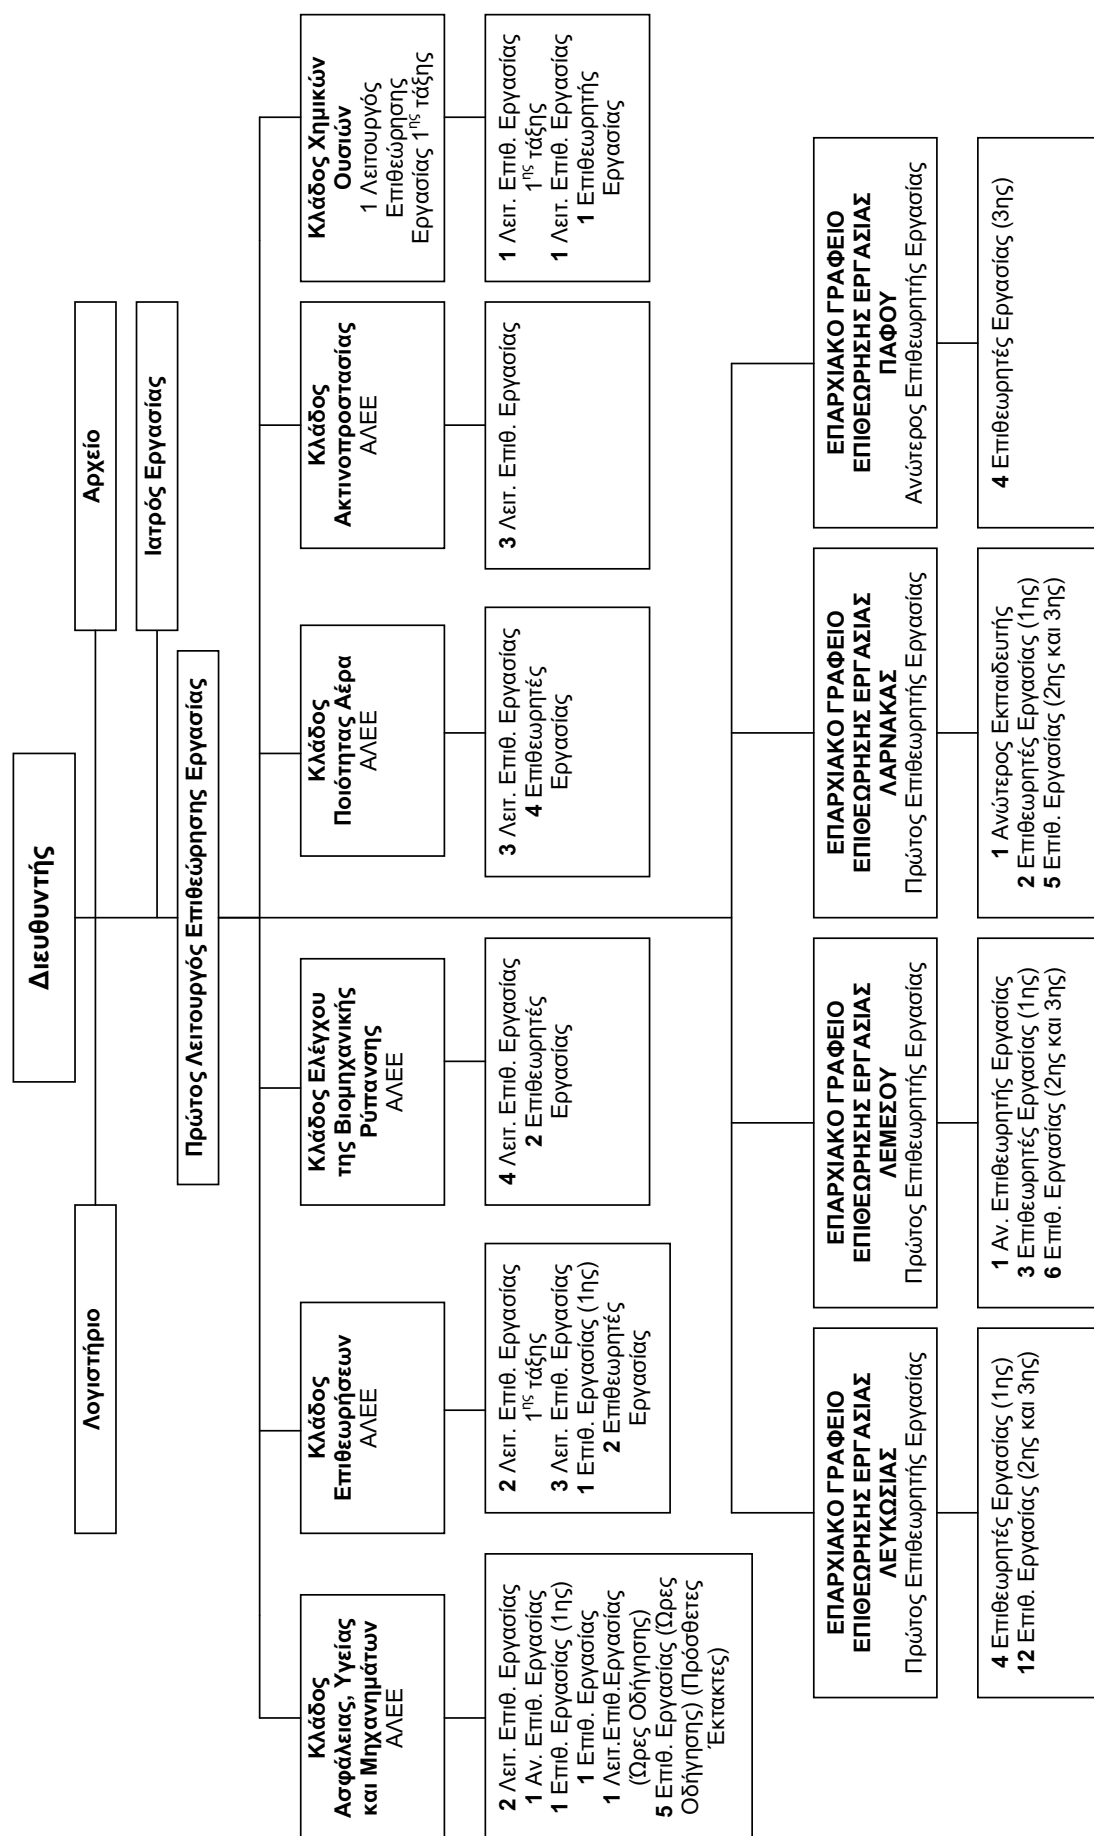 Διευθυντής
Λογιστήριο
Αρχείο
Ιατρός Εργασίας
Πρώτος Λειτουργός Επιθεώρησης Εργασίας
Κλάδος
Ασφάλειας, Υγείας
και Μηχανημάτων
ΑΛΕΕ
2 Λειτ. Επιθ. Εργασίας
1 Αν. Επιθ. Εργασίας
1 Επιθ. Εργασίας (1ης)
1 Επιθ. Εργασίας
1 Λειτ.Επιθ.Εργασίας
(Ώρες Οδήγησης)
5 Επιθ. Εργασίας (Ώρες
Οδήγησης) (Πρόσθετες
Έκτακτες)
Κλάδος
Επιθεωρήσεων
ΑΛΕΕ
2 Λειτ. Επιθ. Εργασίας
1ης τάξης
3 Λειτ. Επιθ. Εργασίας
1 Επιθ. Εργασίας (1ης)
2 Επιθεωρητές
Εργασίας
Κλάδος Ελέγχου
της Βιομηχανικής
Ρύπανσης
ΑΛΕΕ
4 Λειτ. Επιθ. Εργασίας
2 Επιθεωρητές
Εργασίας
Κλάδος
Ποιότητας Αέρα
ΑΛΕΕ
3 Λειτ. Επιθ. Εργασίας
4 Επιθεωρητές
Εργασίας
Κλάδος
Ακτινοπροστασίας
ΑΛΕΕ
3 Λειτ. Επιθ. Εργασίας
Κλάδος Χημικών
Ουσιών
1 Λειτουργός
Επιθεώρησης
Εργασίας 1ης τάξης
1 Λειτ. Επιθ. Εργασίας
1ης τάξης
1 Λειτ. Επιθ. Εργασίας
1 Επιθεωρητής
Εργασίας
ΕΠΑΡΧΙΑΚΟ ΓΡΑΦΕΙΟ
ΕΠΙΘΕΩΡΗΣΗΣ ΕΡΓΑΣΙΑΣ
ΛΕΥΚΩΣΙΑΣ
Πρώτος Επιθεωρητής Εργασίας
4 Επιθεωρητές Εργασίας (1ης)
12 Επιθ. Εργασίας (2ης και 3ης)
ΕΠΑΡΧΙΑΚΟ ΓΡΑΦΕΙΟ
ΕΠΙΘΕΩΡΗΣΗΣ ΕΡΓΑΣΙΑΣ
ΛΕΜΕΣΟΥ
Πρώτος Επιθεωρητής Εργασίας
1 Αν. Επιθεωρητής Εργασίας
3 Επιθεωρητές Εργασίας (1ης)
6 Επιθ. Εργασίας (2ης και 3ης)
ΕΠΑΡΧΙΑΚΟ ΓΡΑΦΕΙΟ
ΕΠΙΘΕΩΡΗΣΗΣ ΕΡΓΑΣΙΑΣ
ΛΑΡΝΑΚΑΣ
Πρώτος Επιθεωρητής Εργασίας
1 Ανώτερος Εκπαιδευτής
2 Επιθεωρητές Εργασίας (1ης)
5 Επιθ. Εργασίας (2ης και 3ης)
ΕΠΑΡΧΙΑΚΟ ΓΡΑΦΕΙΟ
ΕΠΙΘΕΩΡΗΣΗΣ ΕΡΓΑΣΙΑΣ
ΠΑΦΟΥ
Ανώτερος Επιθεωρητής Εργασίας
4 Επιθεωρητές Εργασίας (3ης)